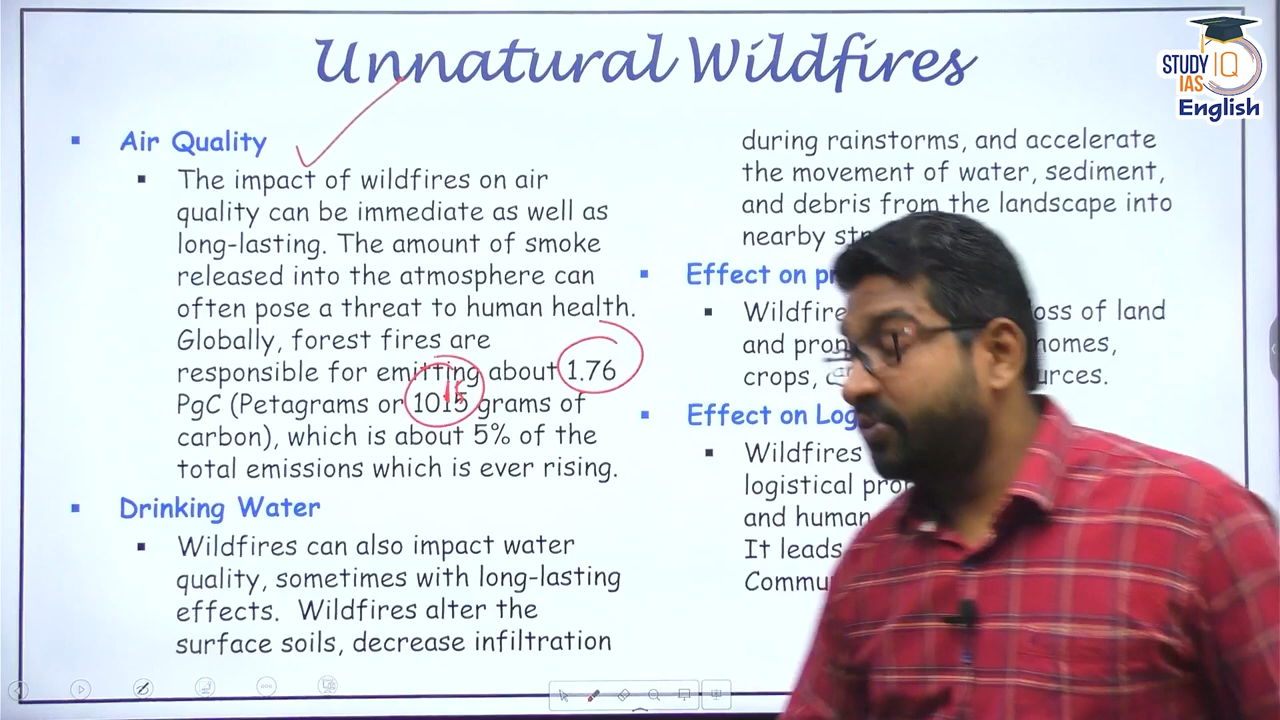 Unnatural Wildfires
STUDY IQ
IAS
English
Air Quality
The impact of wildfires on air
quality can be immediate as well as
long-lasting. The amount of smoke
released into the atmosphere can
often pose a threat to human health.
Globally, forest fires are
responsible for emitting about 1.76
PgC (Petagrams or 1015 grams of
carbon), which is about 5% of the
total emissions which is ever rising.
Drinking Water
Wildfires can also impact water
quality, sometimes with long-lasting
effects. Wildfires alter the
surface soils, decrease infiltration
during rainstorms, and accelerate
the movement of water, sediment,
and debris from the landscape into
nearby
Effect on
of land
and homes,
crops,
Effect on
Wildfires
logistical
and human
It leads